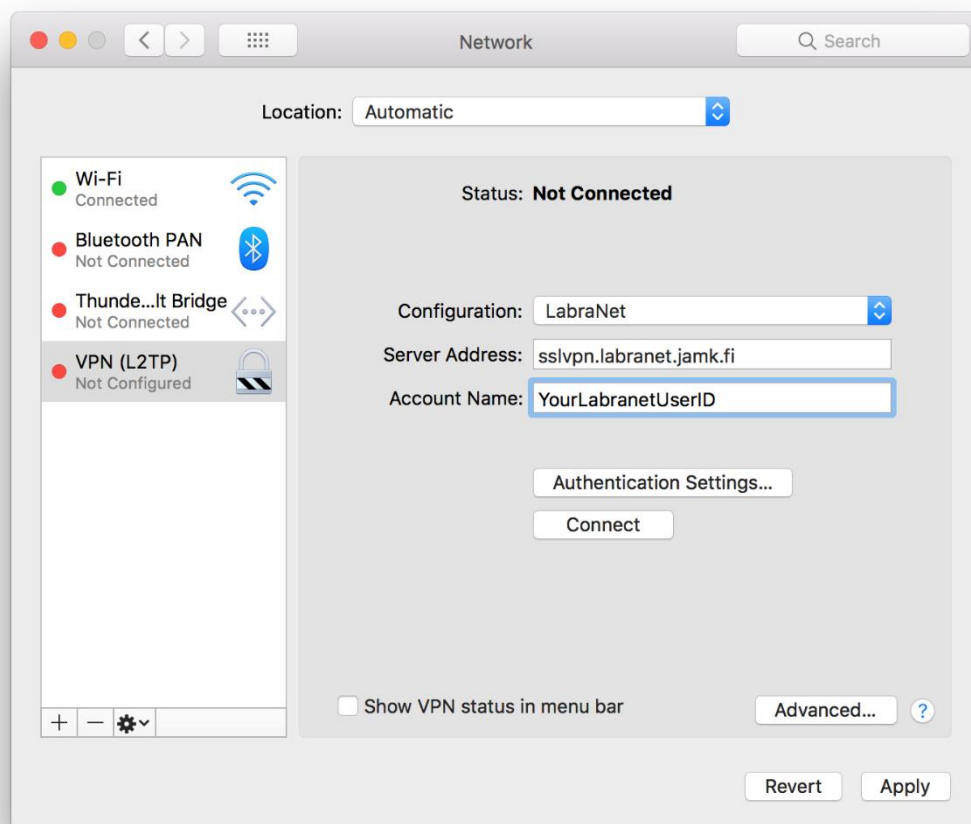 Network
Search
Location: Automatic
Wi-Fi
Connected
Bluetooth PAN
Not Connected
Thunde...lt Bridge
Not Connected
VPN (L2TP)
Not Configured
Status: Not Connected
Configuration: LabraNet
Server Address: sslvpn.labranet.jamk.fi
Account Name: YourLabranetUserID
Authentication Settings...
Connect
Show VPN status in menu bar
Advanced... ?
Revert Apply